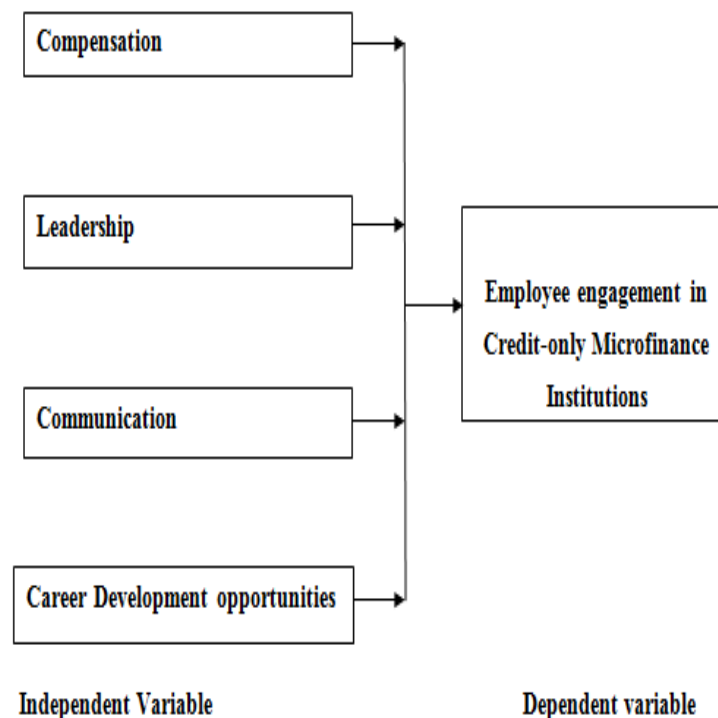 Compensation
Leadership
Employee engagement in
Credit-only Microfinance
Institutions
Communication
Career Development opportunities
Independent Variable
Dependent variable